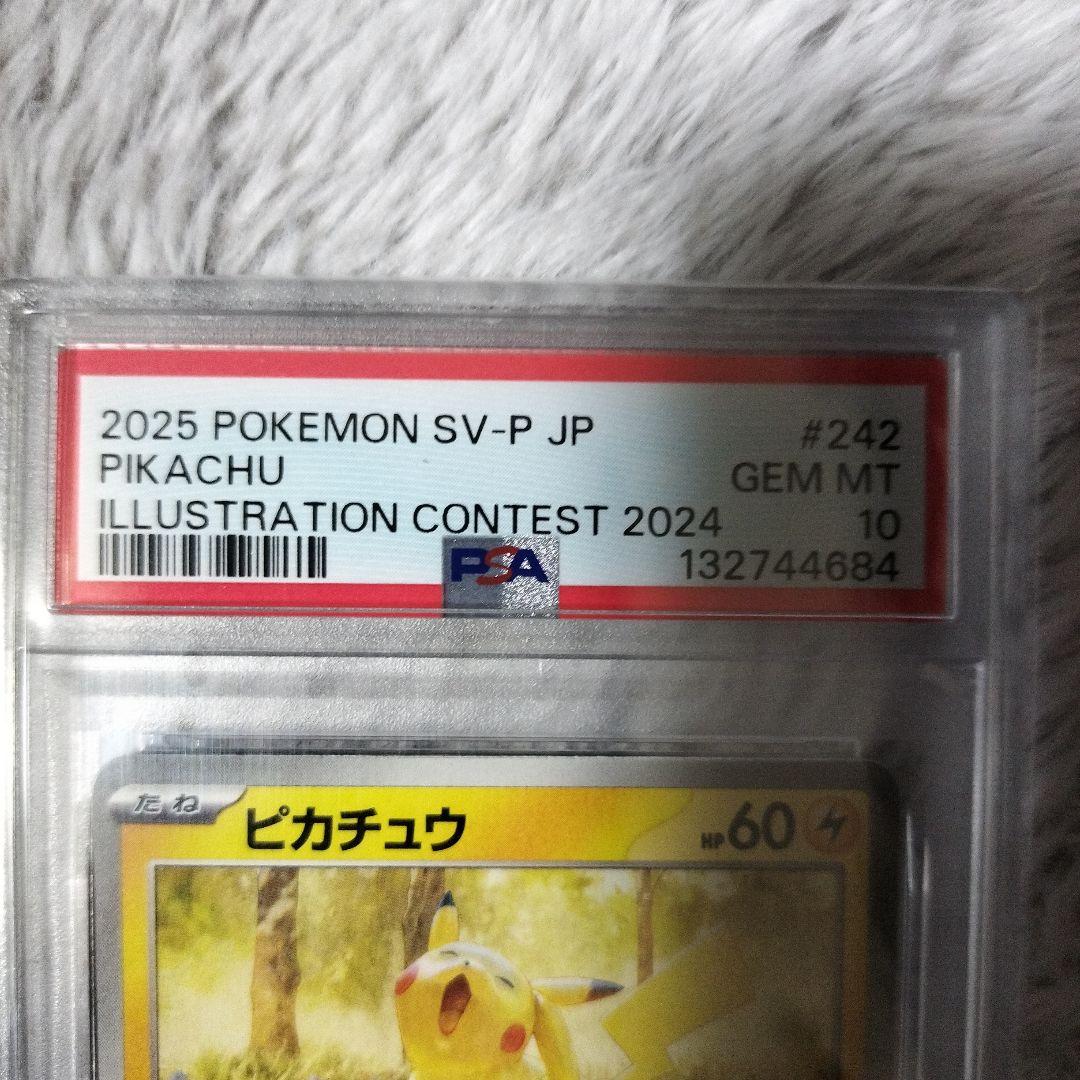 2025 POKEMON SV-P JP #242
PIKACHU GEM MT
ILLUSTRATION CONTEST 2024 10
PSA 132744684
たね ピカチュウ HP60